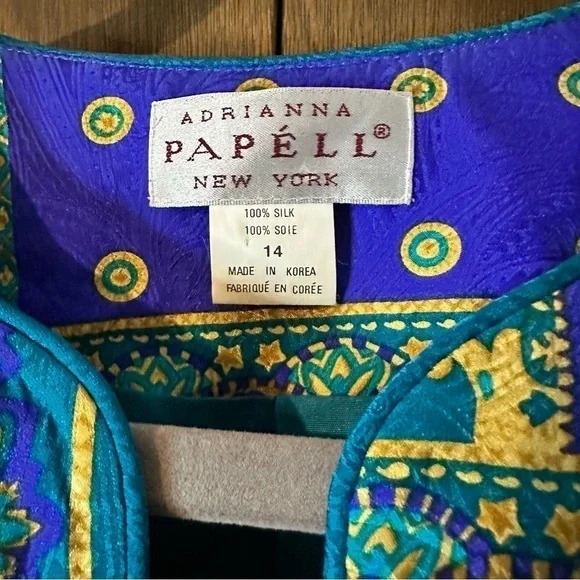 ADRIANNA
PAPÉLL®
NEW YORK
100% SILK
100% SOIE
14
MADE IN KOREA
FABRIQUÉ EN CORÉE